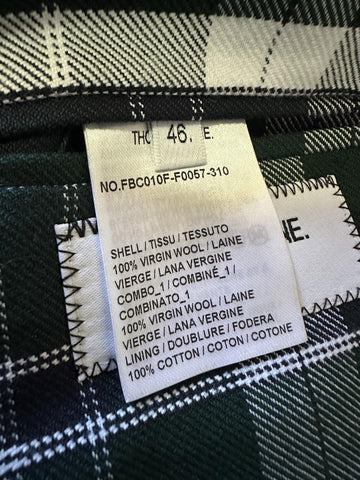 THO 46. E.
NO.FBC010F-F0057-310
SHELL / TISSU / TESSUTO
100% VIRGIN WOOL / LAINE
VIERGE / LANA VERGINE
COMBO_1 / COMBINÉ_1 /
COMBINATO_1
100% VIRGIN WOOL / LAINE
VIERGE / LANA VERGINE
LINING / DOUBLURE / FODERA
100% COTTON / COTON / COTONE
NE.